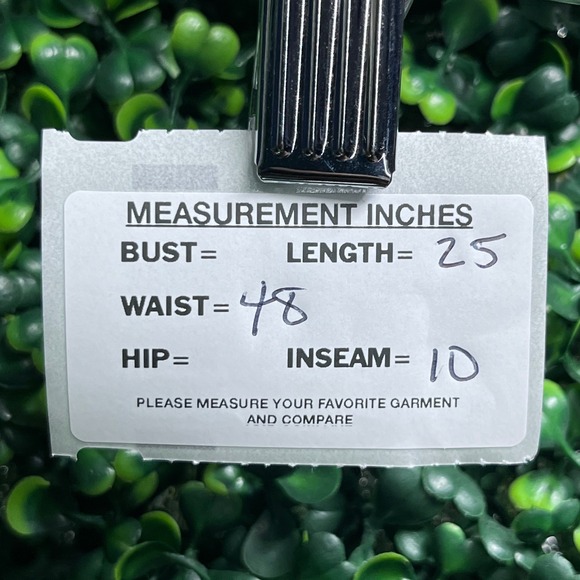 MEASUREMENT INCHES
BUST= LENGTH= 25
WAIST= 48
HIP= INSEAM= 10
PLEASE MEASURE YOUR FAVORITE GARMENT
AND COMPARE